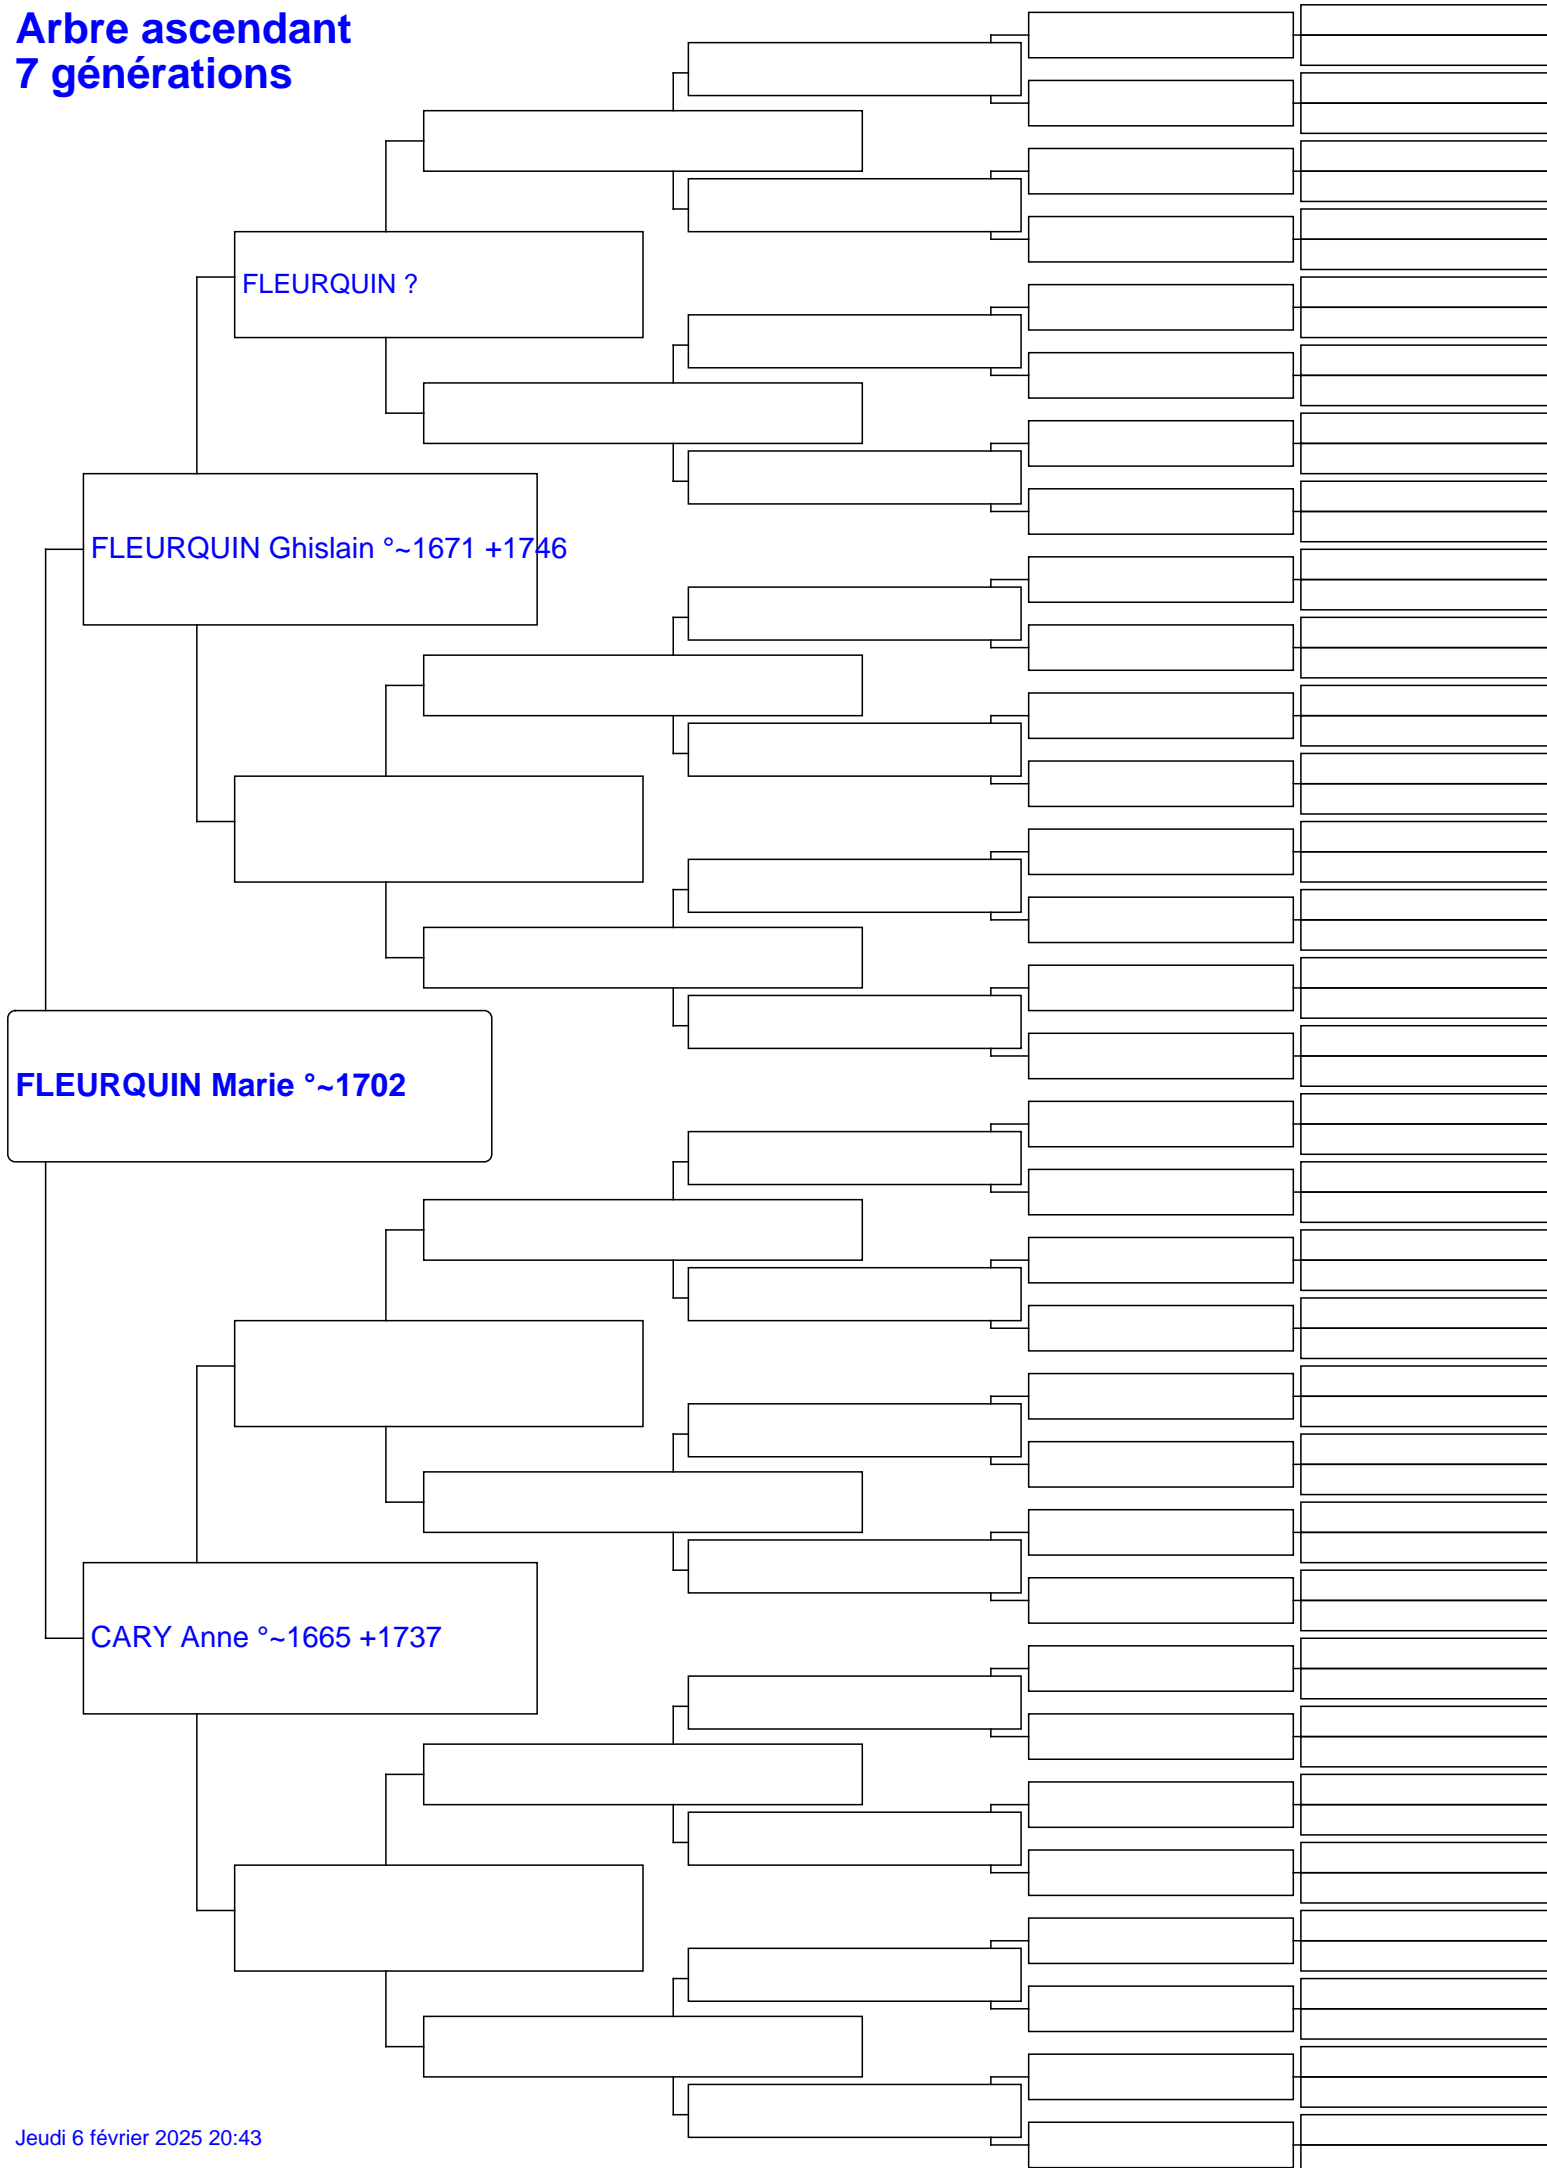 Arbre ascendant
7 générations
FLEURQUIN ?
FLEURQUIN Ghislain °~1671 +1746
FLEURQUIN Marie °~1702
CARY Anne °~1665 +1737
Jeudi 6 février 2025 20:43